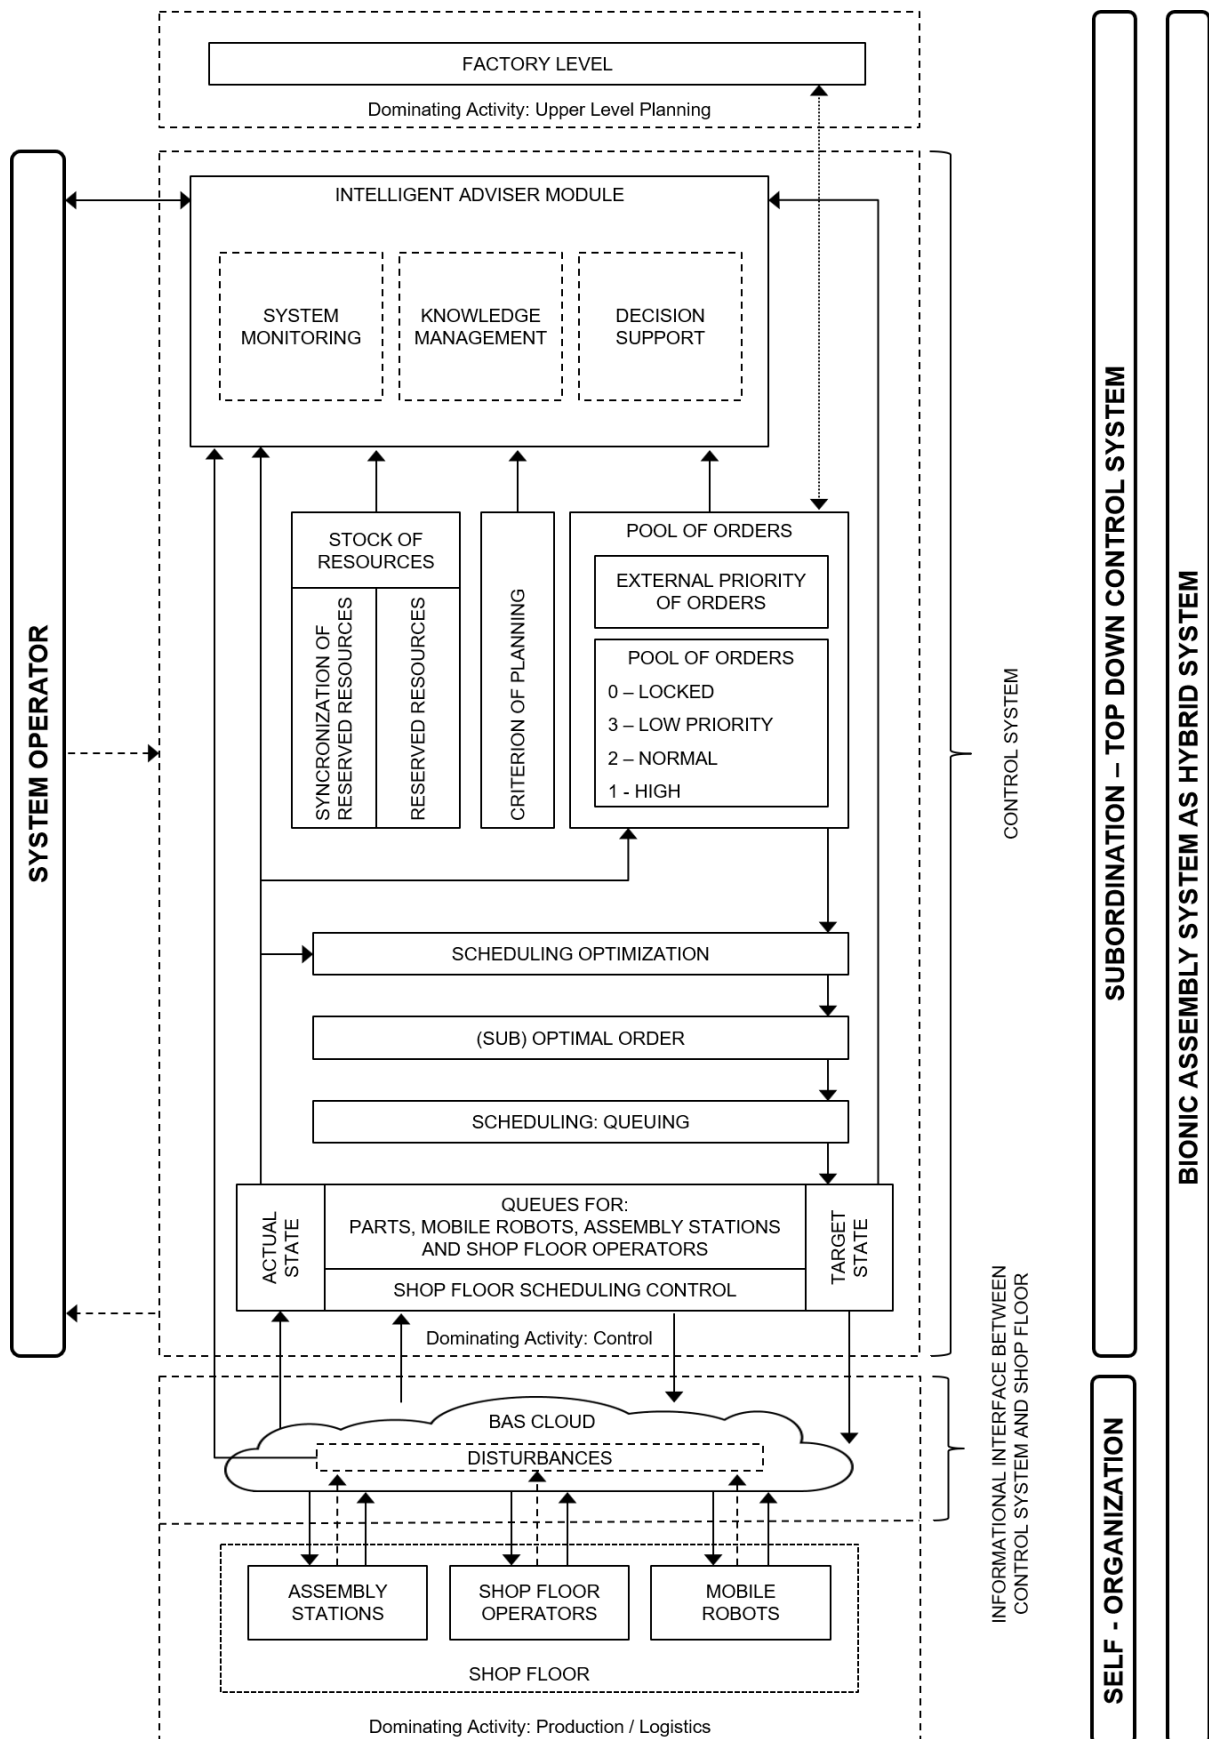 FACTORY LEVEL
Dominating Activity: Upper Level Planning
INTELLIGENT ADVISER MODULE
SYSTEM
MONITORING
KNOWLEDGE
MANAGEMENT
DECISION
SUPPORT
STOCK OF
RESOURCES
SYNCRONIZATION OF
RESERVED RESOURCES
RESERVED RESOURCES
CRITERION OF PLANNING
POOL OF ORDERS
EXTERNAL PRIORITY
OF ORDERS
POOL OF ORDERS
0 – LOCKED
3 – LOW PRIORITY
2 – NORMAL
1 - HIGH
SCHEDULING OPTIMIZATION
(SUB) OPTIMAL ORDER
SCHEDULING: QUEUING
ACTUAL
STATE
QUEUES FOR:
PARTS, MOBILE ROBOTS, ASSEMBLY STATIONS
AND SHOP FLOOR OPERATORS
SHOP FLOOR SCHEDULING CONTROL
TARGET
STATE
Dominating Activity: Control
BAS CLOUD
DISTURBANCES
ASSEMBLY
STATIONS
SHOP FLOOR
OPERATORS
MOBILE
ROBOTS
SHOP FLOOR
Dominating Activity: Production / Logistics
SYSTEM OPERATOR
CONTROL SYSTEM
INFORMATIONAL INTERFACE BETWEEN
CONTROL SYSTEM AND SHOP FLOOR
SUBORDINATION – TOP DOWN CONTROL SYSTEM
SELF - ORGANIZATION
BIONIC ASSEMBLY SYSTEM AS HYBRID SYSTEM